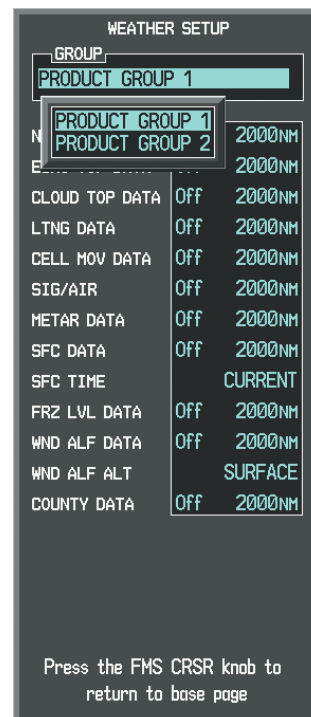 WEATHER SETUP
GROUP
PRODUCT GROUP 1
PRODUCT GROUP 1
PRODUCT GROUP 2
N 2000NM
2000NM
CLOUD TOP DATA Off 2000NM
LTNG DATA Off 2000NM
CELL MOV DATA Off 2000NM
SIG/AIR Off 2000NM
METAR DATA Off 2000NM
SFC DATA Off 2000NM
SFC TIME CURRENT
FRZ LVL DATA Off 2000NM
WND ALF DATA Off 2000NM
WND ALF ALT SURFACE
COUNTY DATA Off 2000NM
Press the FMS CRSR knob to
return to base page